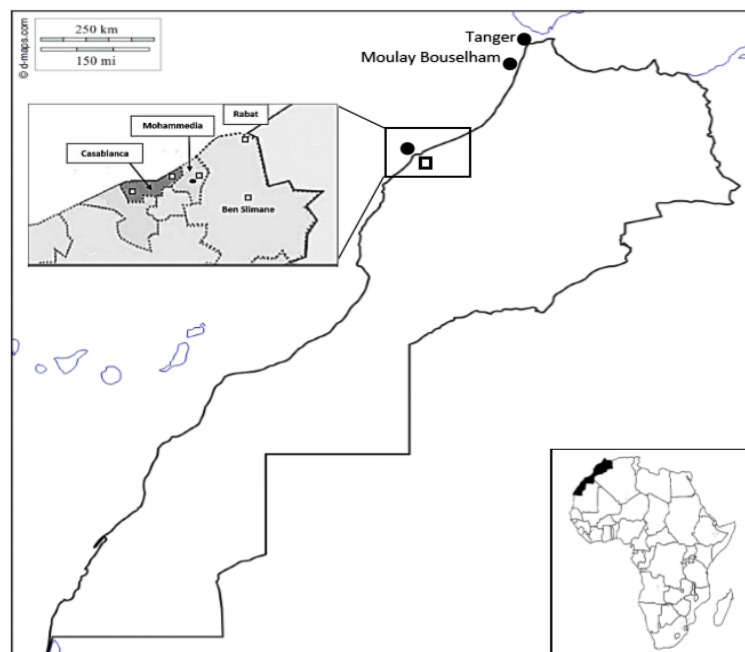 250 km
150 mi
© d-maps.com
Tanger
Moulay Bouselham
Rabat
Mohammedia
Casablanca
Ben Slimane